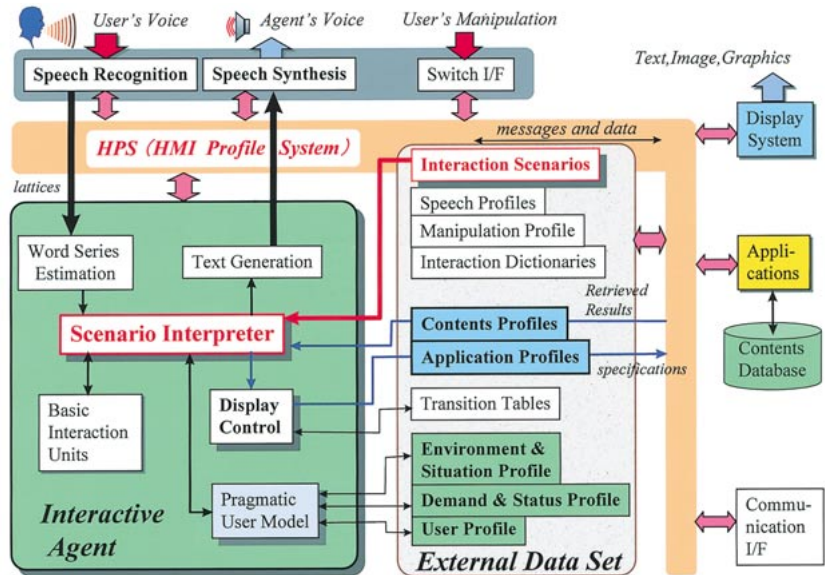 User's Voice
Agent's Voice
User's Manipulation
Speech Recognition
Speech Synthesis
Switch I/F
Text,Image,Graphics
Display
System
messages and data
HPS (HMI Profile System)
lattices
Interaction Scenarios
Speech Profiles
Manipulation Profile
Interaction Dictionaries
Word Series
Estimation
Text Generation
Appli-
cations
Retrieved
Results
Scenario Interpreter
Contents Profiles
Application Profiles
specifications
Contents
Database
Basic
Interaction
Units
Display
Control
Transition Tables
Environment &
Situation Profile
Pragmatic
User Model
Demand & Status Profile
User Profile
Interactive
Agent
External Data Set
Commu-
nication
I/F